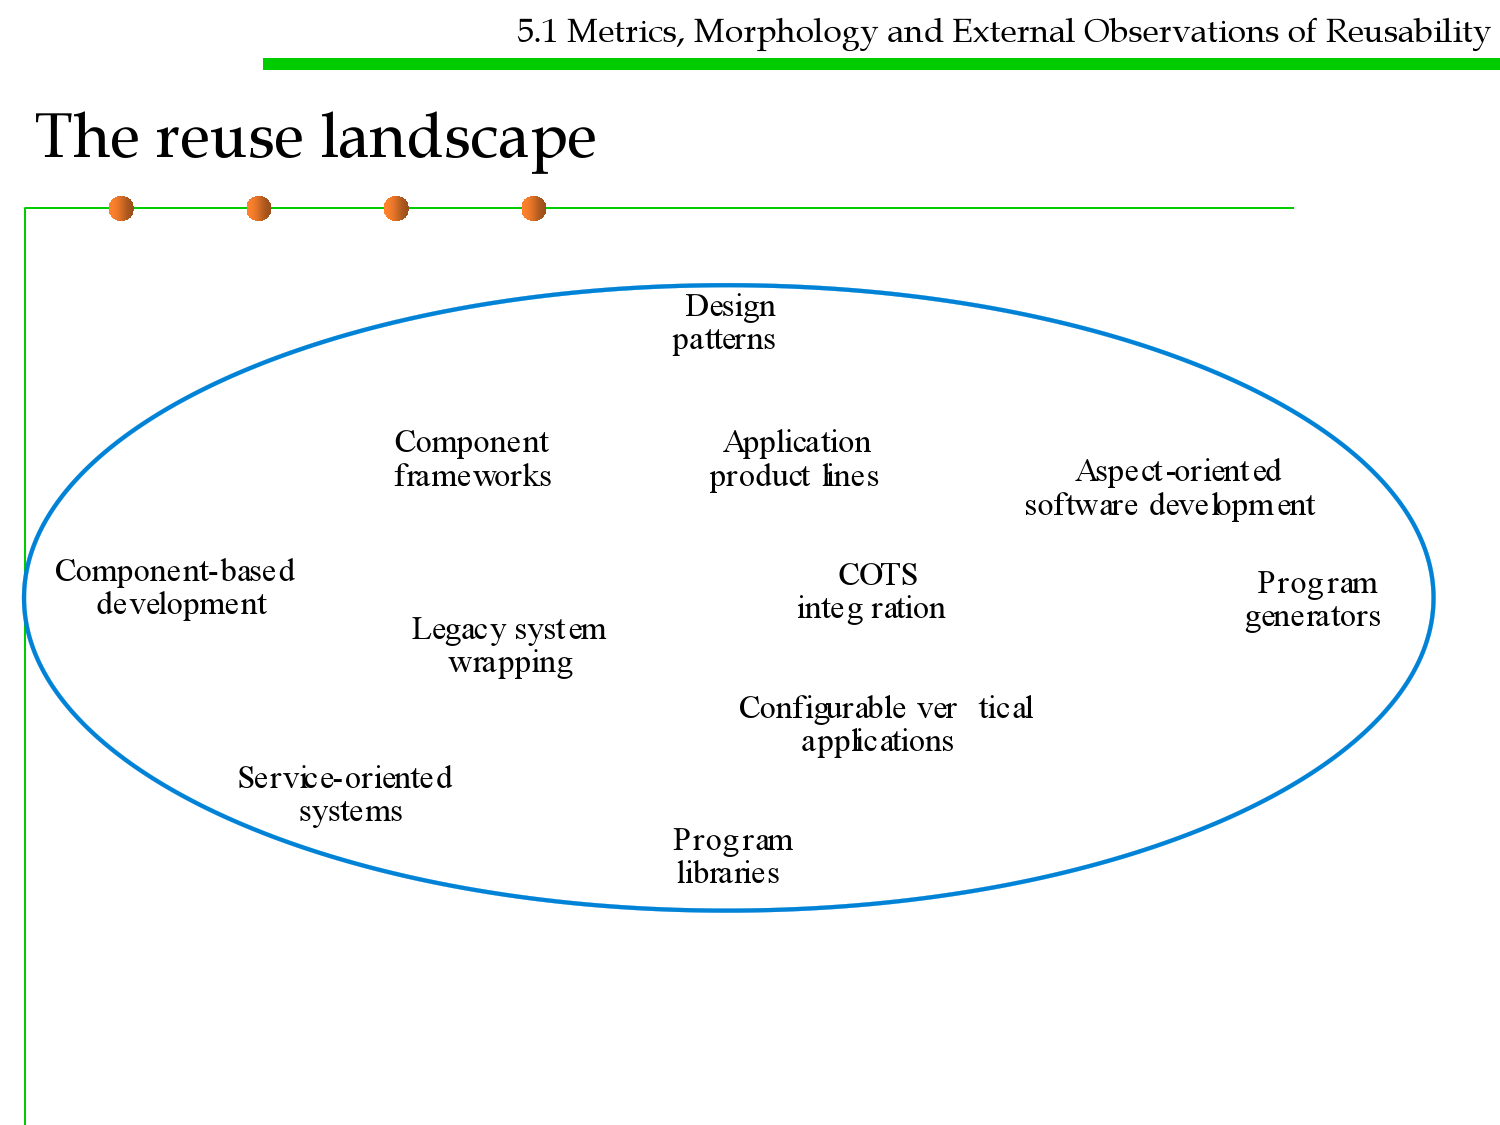 5.1 Metrics, Morphology and External Observations of Reusability
The reuse landscape
Design
patterns
Component
frameworks
Application
product lines
Aspect-oriented
software development
Component-based
development
COTS
integration
Program
generators
Legacy system
wrapping
Configurable vertical
applications
Service-oriented
systems
Program
libraries